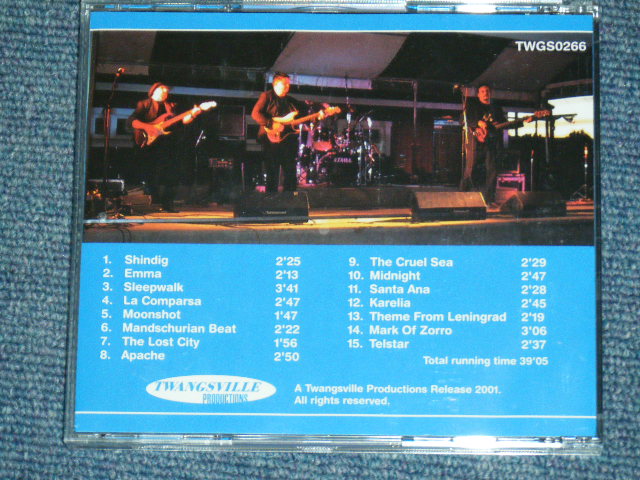 TWGS0266
TAMA
1. Shindig 2'25
2. Emma 2'13
3. Sleepwalk 3'41
4. La Comparsa 2'47
5. Moonshot 1'47
6. Mandschurian Beat 2'22
7. The Lost City 1'56
8. Apache 2'50
9. The Cruel Sea 2'29
10. Midnight 2'47
11. Santa Ana 2'28
12. Karelia 2'45
13. Theme From Leningrad 2'19
14. Mark Of Zorro 3'06
15. Telstar 2'37
Total running time 39'05
TWANGSVILLE
PRODUCTIONS
A Twangsville Productions Release 2001.
All rights reserved.